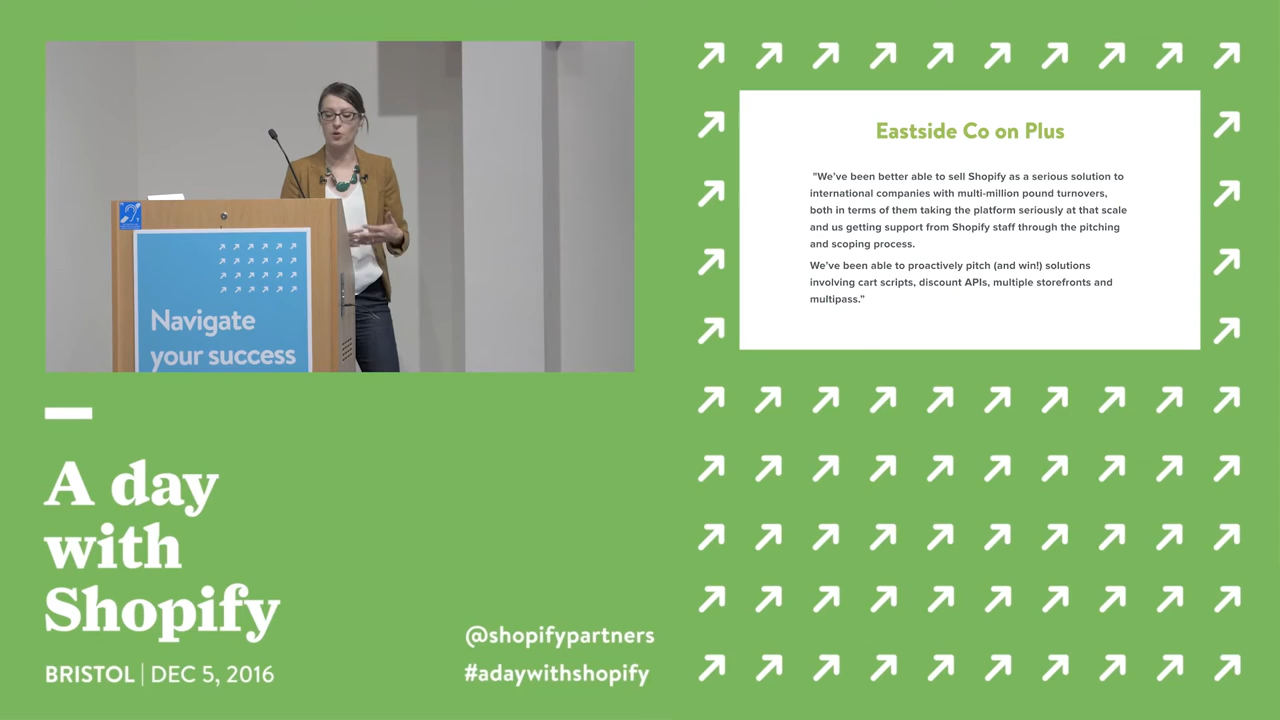 Navigate
your success
A day
with
Shopify
BRISTOL | DEC 5, 2016
@shopifypartners
#adaywithshopify
Eastside Co on Plus
"We've been better able to sell Shopify as a serious solution to
international companies with multi-million pound turnovers,
both in terms of them taking the platform seriously at that scale
and us getting support from Shopify staff through the pitching
and scoping process.
We've been able to proactively pitch (and win!) solutions
involving cart scripts, discount APIs, multiple storefronts and
multipass.”